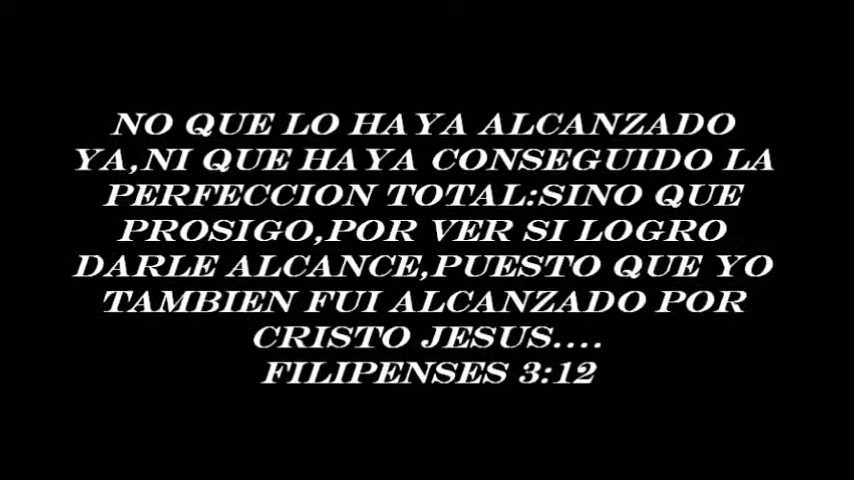 NO QUE LO HAYA ALCANZADO
YA,NI QUE HAYA CONSEGUIDO LA
PERFECCION TOTAL:SINO QUE
PROSIGO,POR VER SI LOGRO
DARLE ALCANCE,PUESTO QUE YO
TAMBIEN FUI ALCANZADO POR
CRISTO JESUS....
FILIPENSES 3:12